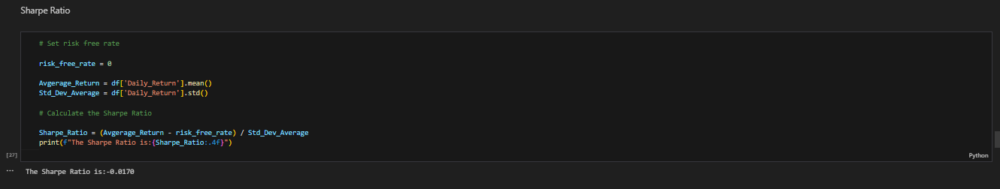 Sharpe Ratio
# Set risk free rate
risk_free_rate = 0
Avgerage_Return = df['Daily_Return'].mean()
Std_Dev_Average = df['Daily_Return'].std()
# Calculate the Sharpe Ratio
Sharpe_Ratio = (Avgerage_Return - risk_free_rate) / Std_Dev_Average
print(f"The Sharpe Ratio is:{Sharpe_Ratio:.4f}")
[27]
Python
... The Sharpe Ratio is:-0.0170